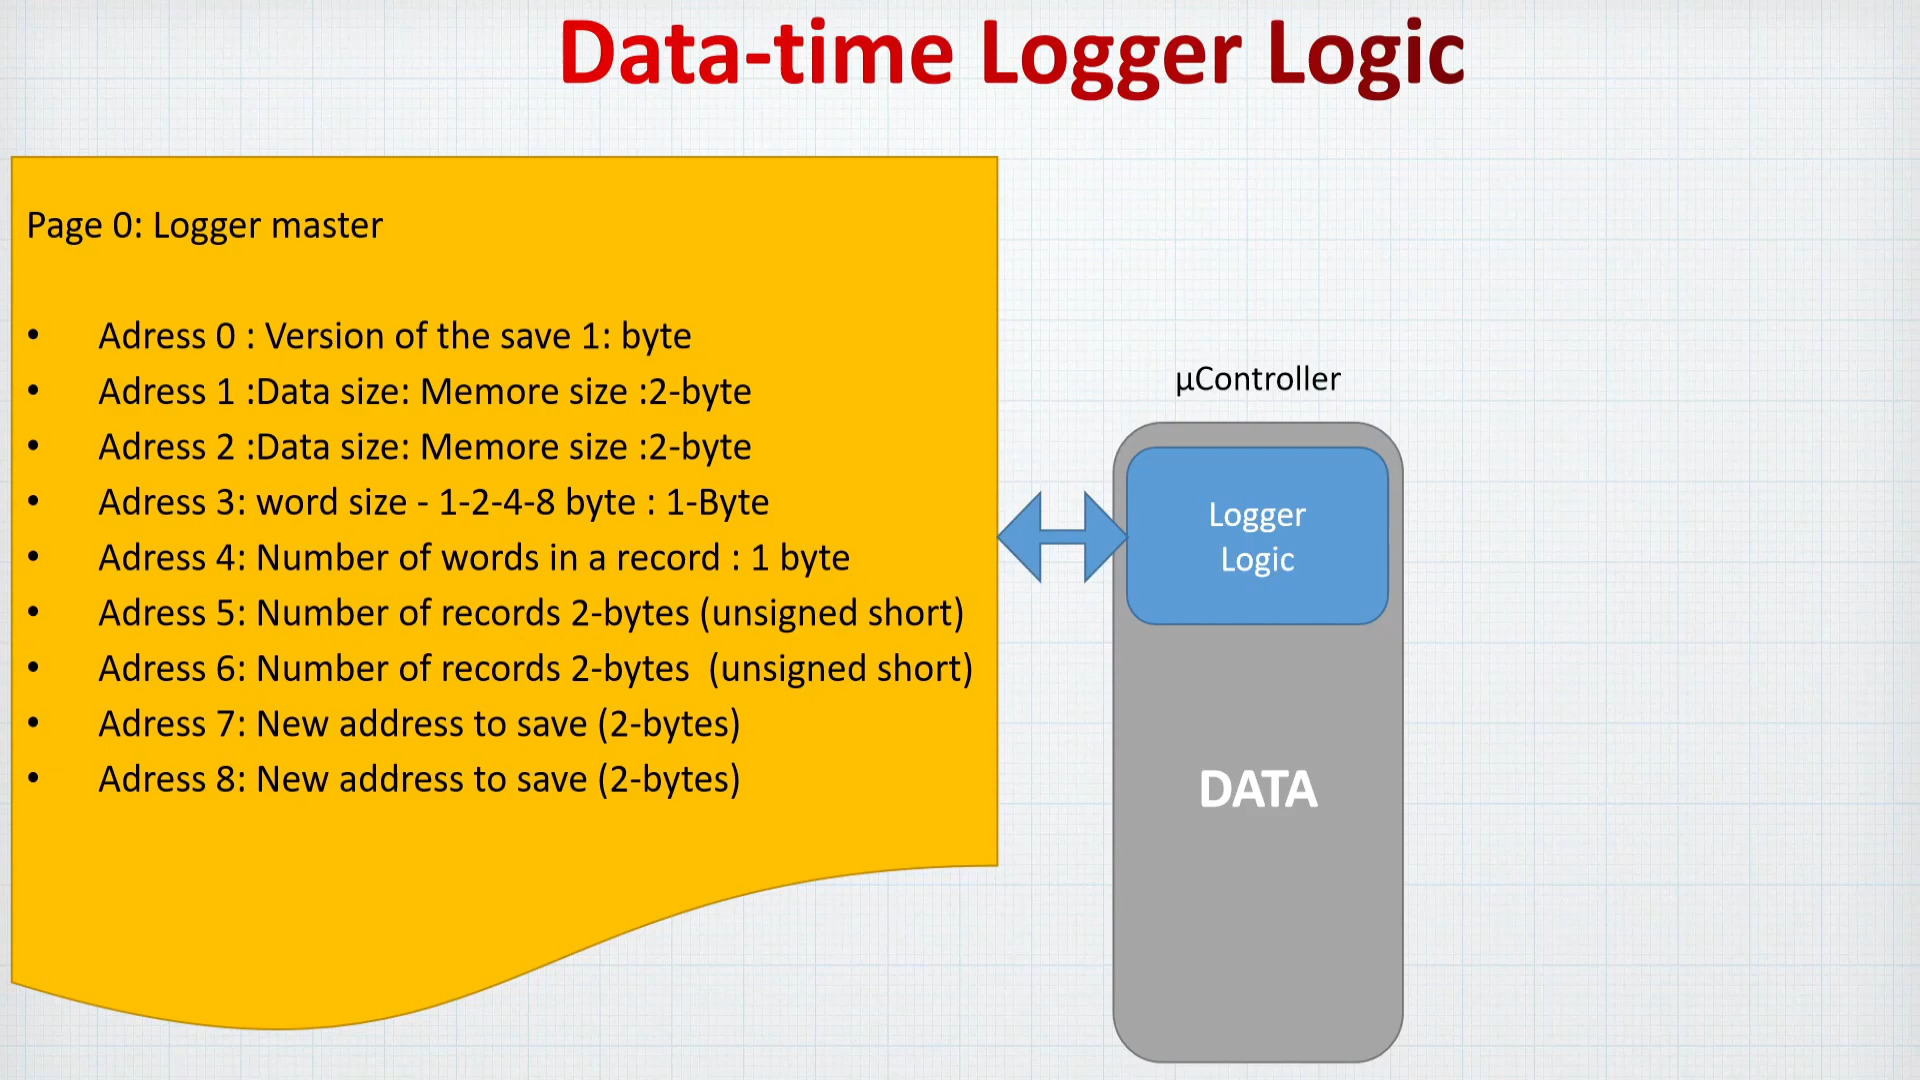 Data-time Logger Logic
Page 0: Logger master
• Adress 0 : Version of the save 1: byte
• Adress 1 :Data size: Memore size :2-byte
• Adress 2 :Data size: Memore size :2-byte
• Adress 3: word size - 1-2-4-8 byte : 1-Byte
• Adress 4: Number of words in a record : 1 byte
• Adress 5: Number of records 2-bytes (unsigned short)
• Adress 6: Number of records 2-bytes  (unsigned short)
• Adress 7: New address to save (2-bytes)
• Adress 8: New address to save (2-bytes)
µController
Logger
Logic
DATA